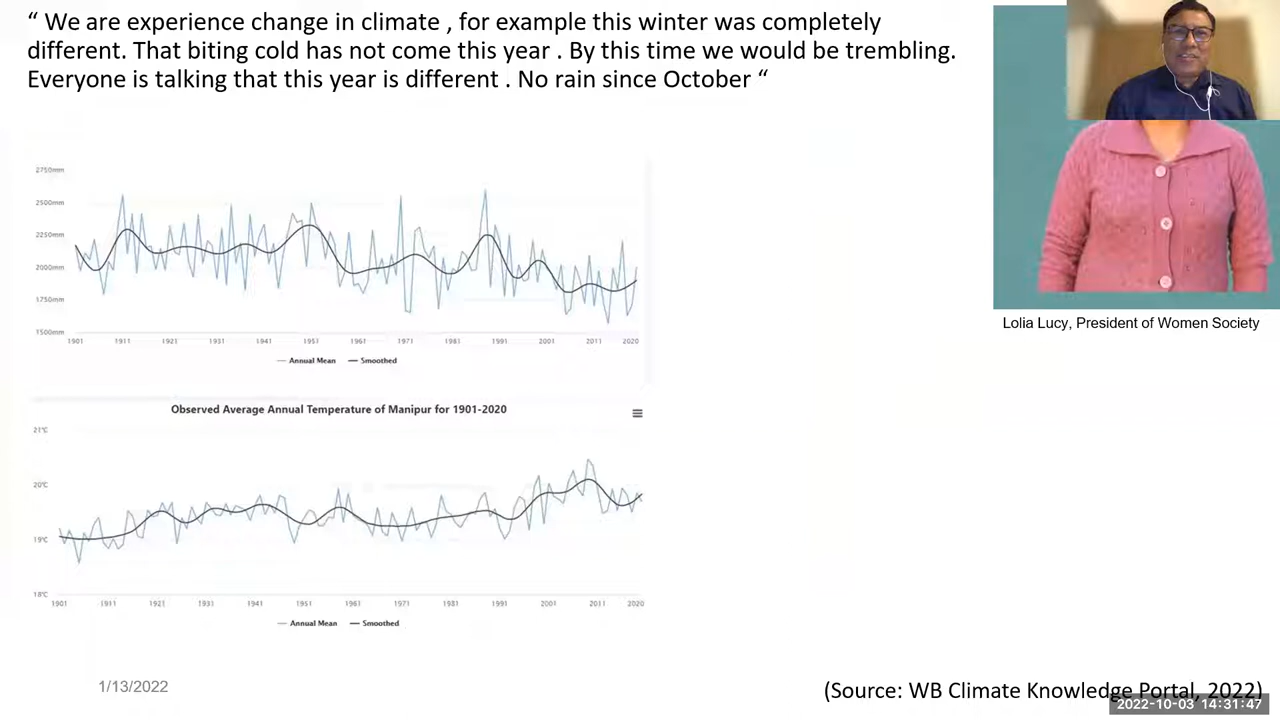 “ We are experience change in climate , for example this winter was completely
different. That biting cold has not come this year . By this time we would be trembling.
Everyone is talking that this year is different . No rain since October “
Lolia Lucy, President of Women Society
2750mm
2500mm
2250mm
2000mm
1750mm
1500mm
1901 1911 1921 1931 1941 1951 1961 1971 1981 1991 2001 2011 2020
Annual Mean Smoothed
Observed Average Annual Temperature of Manipur for 1901-2020
21°C
20°C
19°C
18°C
1901 1911 1921 1931 1941 1951 1961 1971 1981 1991 2001 2011 2020
Annual Mean Smoothed
1/13/2022
(Source: WB Climate Knowledge Portal, 2022)
2022-10-03 14:31:47